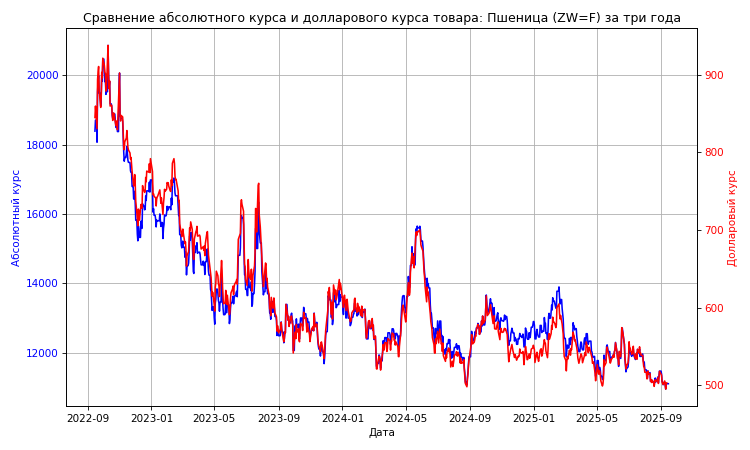 Сравнение абсолютного курса и долларового курса товара: Пшеница (ZW=F) за три года
Абсолютный курс
20000
18000
16000
14000
12000
900
800
700
600
500
Долларовый курс
2022-09 2023-01 2023-05 2023-09 2024-01 2024-05 2024-09 2025-01 2025-05 2025-09
Дата